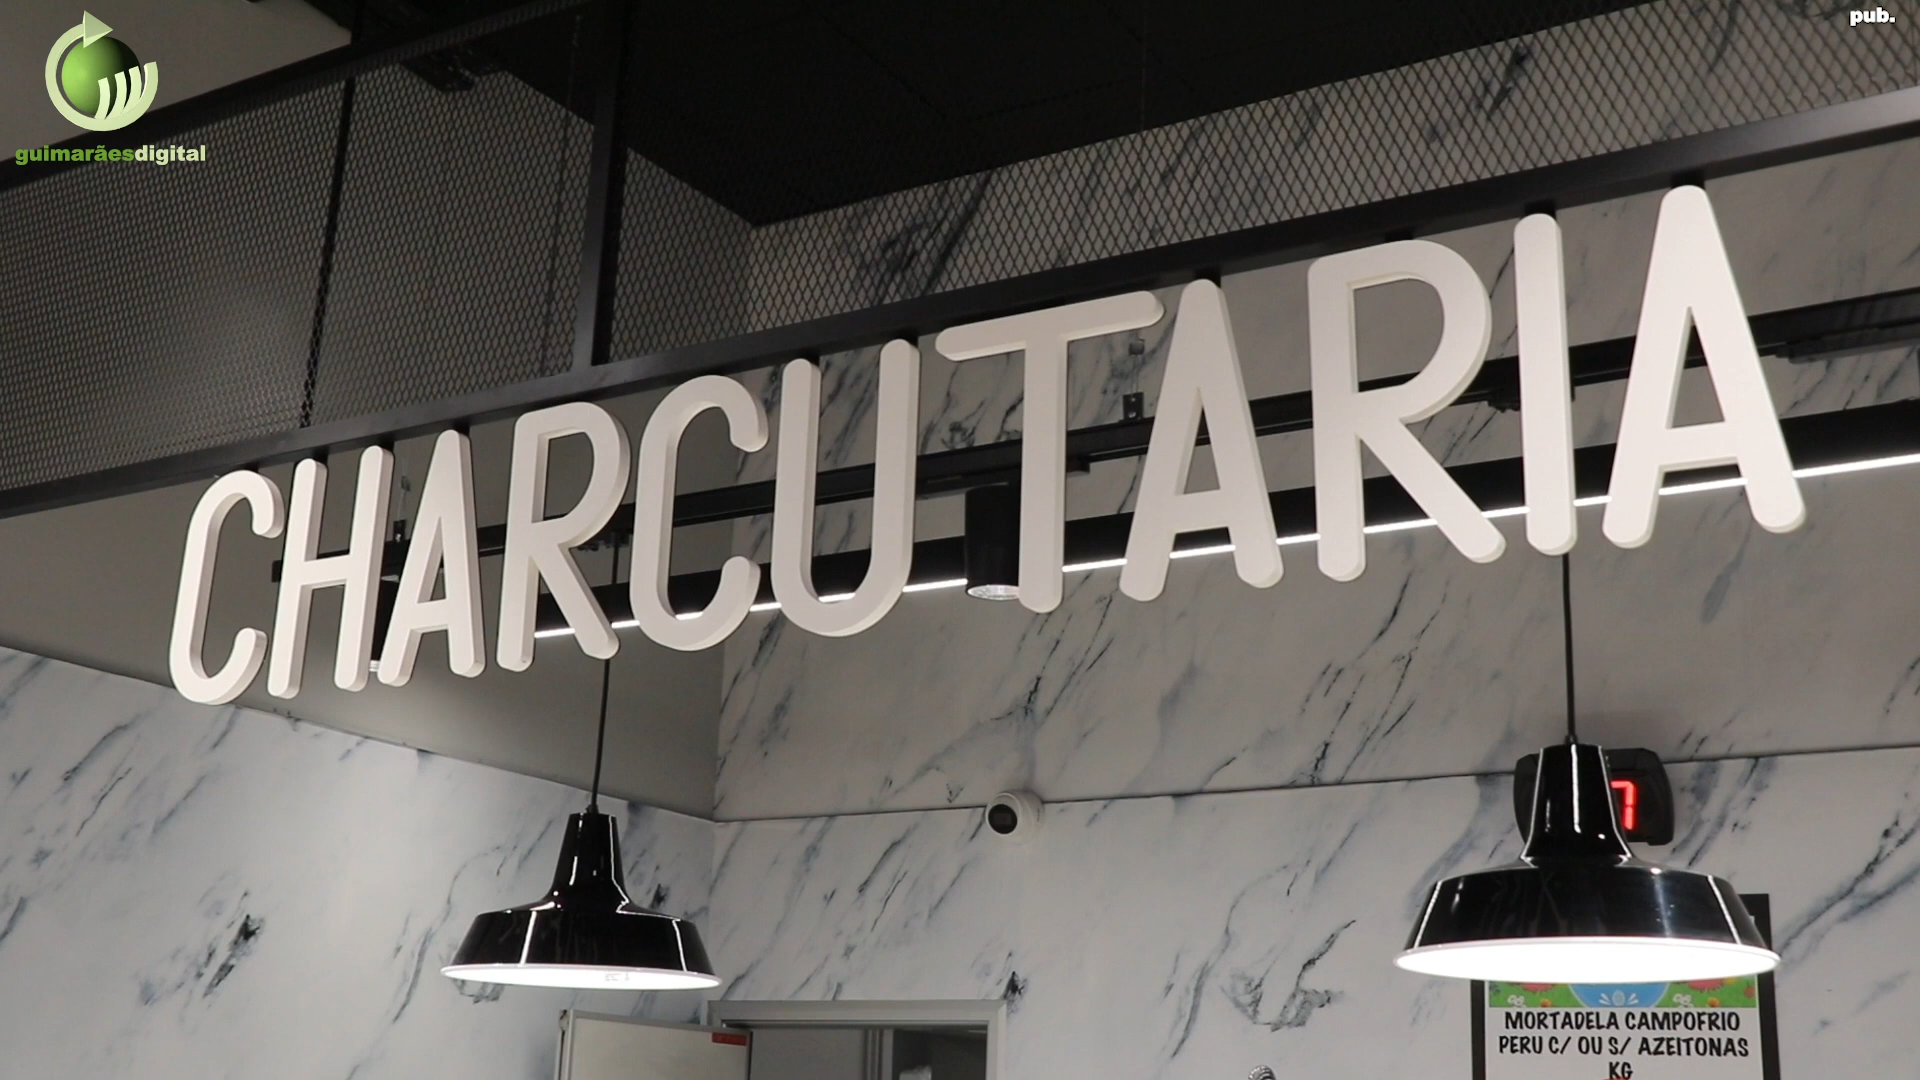 pub.
guimarãesdigital
CHARCUTARIA
7
MORTADELA CAMPOFRIO
PERU C/ OU S/ AZEITONAS
KG